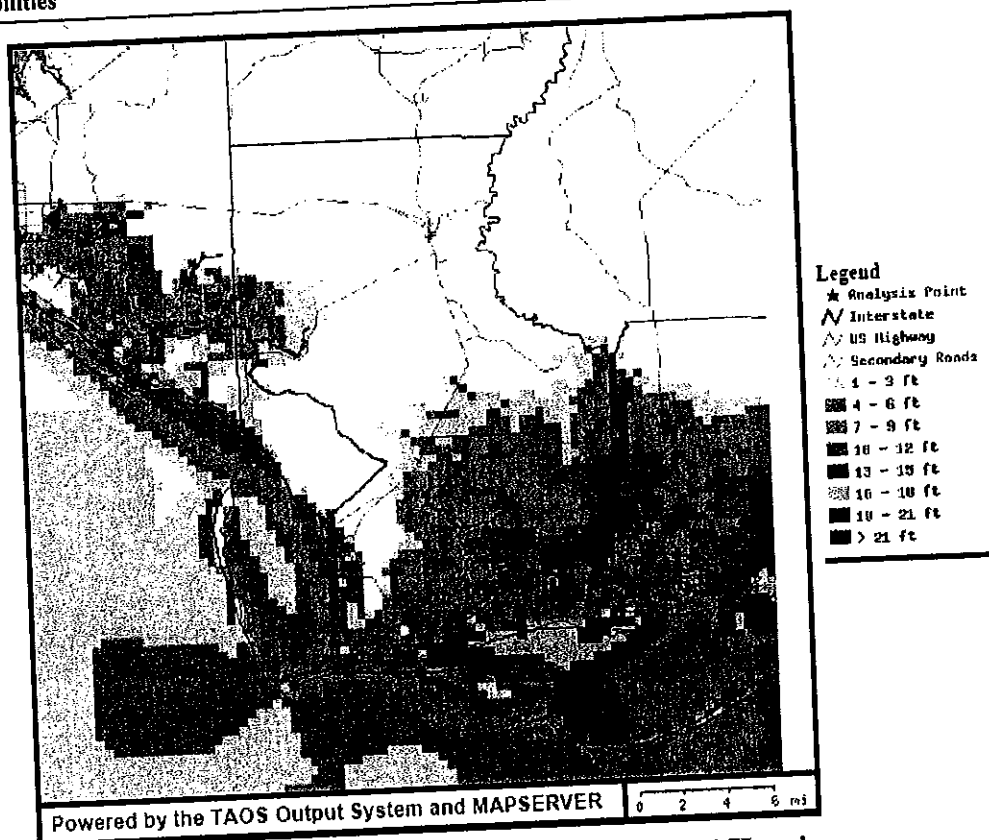 Legend
Analysis Point
Interstate
US Highway
Secondary Roads
1 - 3 ft
4 - 6 ft
7 - 9 ft
10 - 12 ft
13 - 15 ft
16 - 18 ft
19 - 21 ft
> 21 ft
Powered by the TAOS Output System and MAPSERVER
0 2 4 6 mi